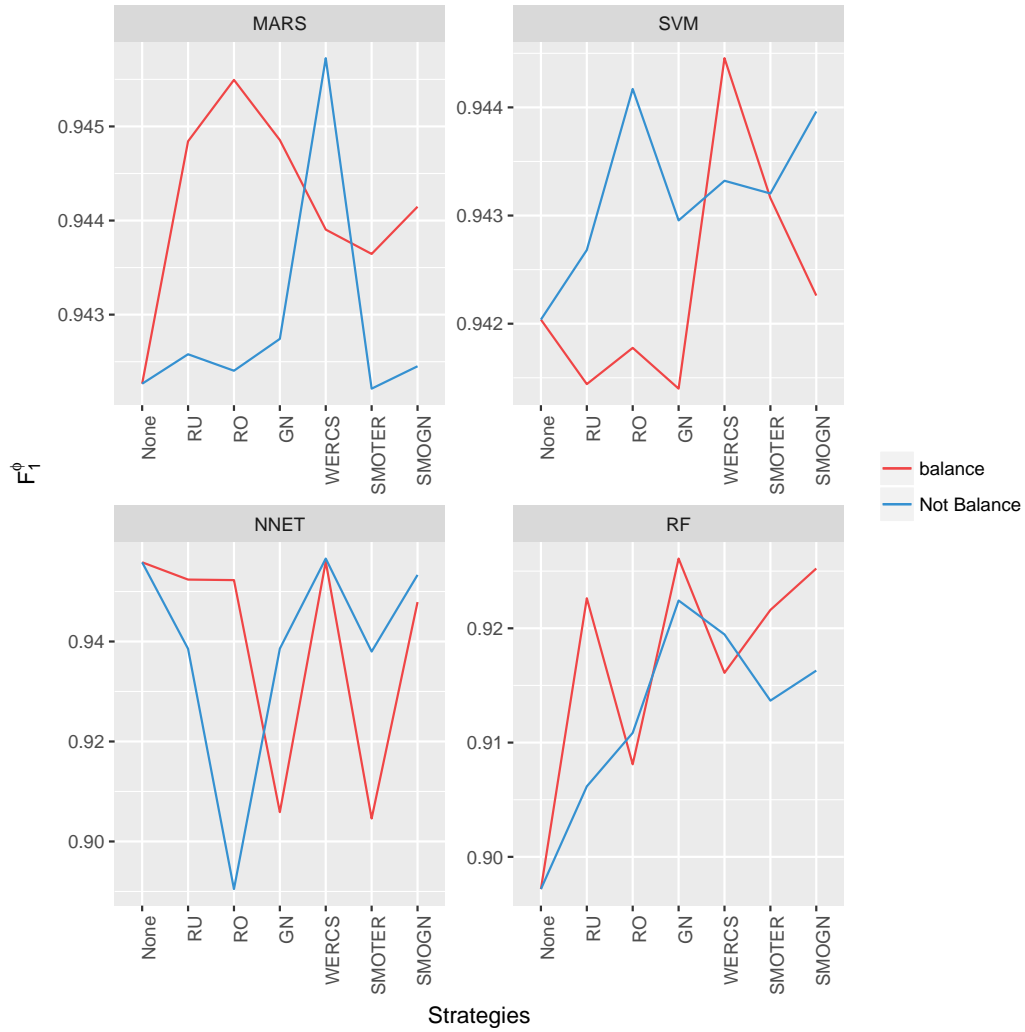 MARS
SVM
0.945
0.944
0.943
0.944
0.943
0.942
None
RU
RO
GN
WERCS
SMOTER
SMOGN
None
RU
RO
GN
WERCS
SMOTER
SMOGN
F₁^ϕ
balance
Not Balance
NNET
RF
0.94
0.92
0.90
0.92
0.91
0.90
None
RU
RO
GN
WERCS
SMOTER
SMOGN
None
RU
RO
GN
WERCS
SMOTER
SMOGN
Strategies